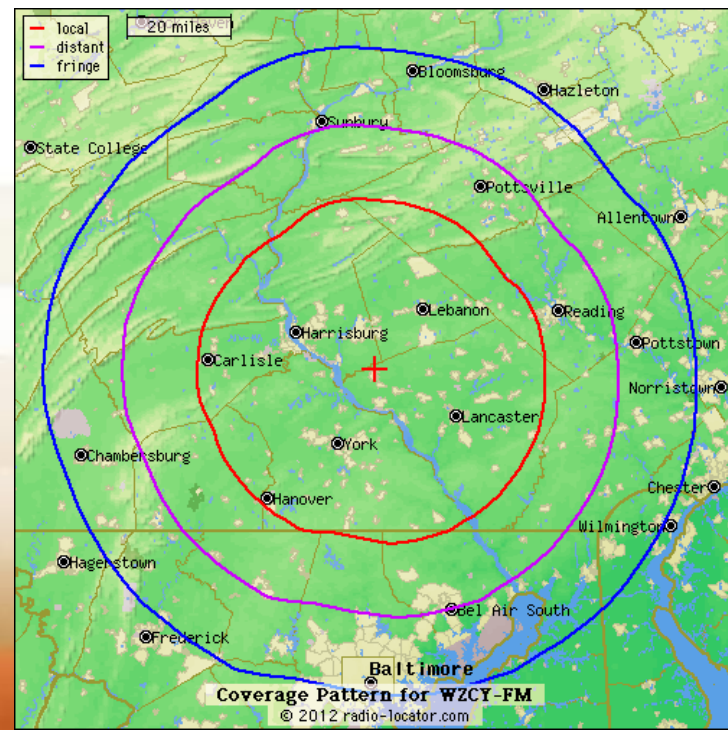 local
distant
fringe
20 miles
Bloomsburg
Hazleton
Sunbury
State College
Pottsville
Allentown
Lebanon
Reading
Harrisburg
Pottstown
Carlisle
Norristown
Lancaster
York
Chambersburg
Chester
Hanover
Wilmington
Hagerstown
Bel Air South
Frederick
Baltimore
Coverage Pattern for WZCY-FM
© 2012 radio-locator.com